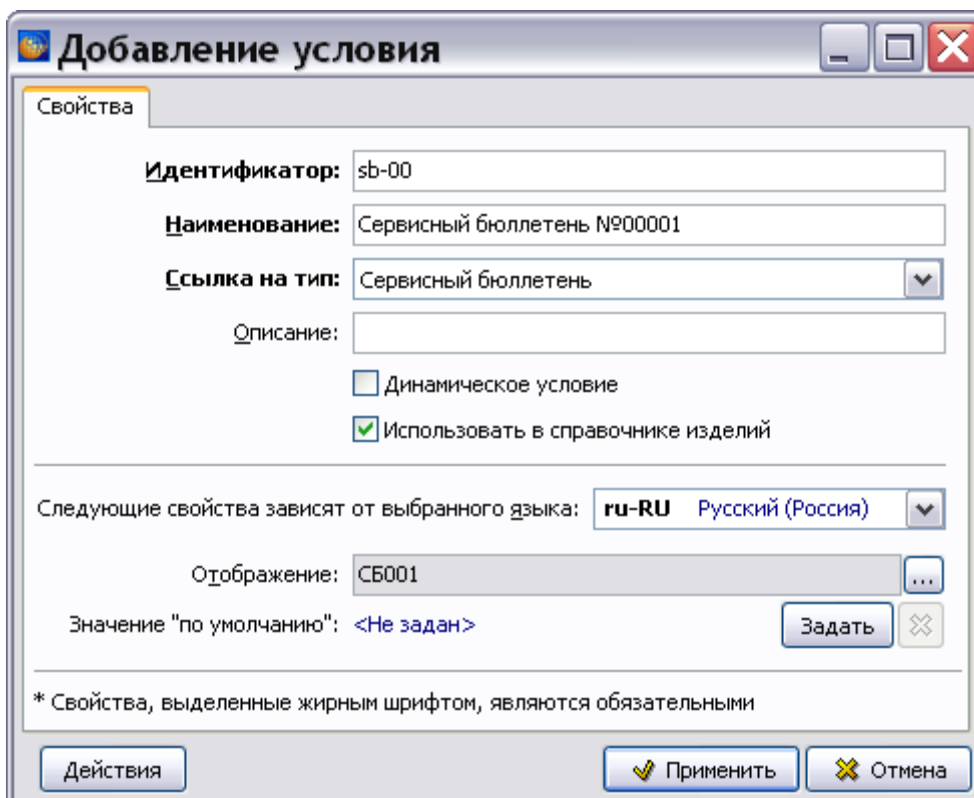 Добавление условия
Свойства
Идентификатор: sb-00
Наименование: Сервисный бюллетень №00001
Ссылка на тип: Сервисный бюллетень
Описание:
Динамическое условие
Использовать в справочнике изделий
Следующие свойства зависят от выбранного языка: ru-RU Русский (Россия)
Отображение: СБ001 ...
Значение "по умолчанию": <Не задан> Задать
* Свойства, выделенные жирным шрифтом, являются обязательными
Действия Применить Отмена